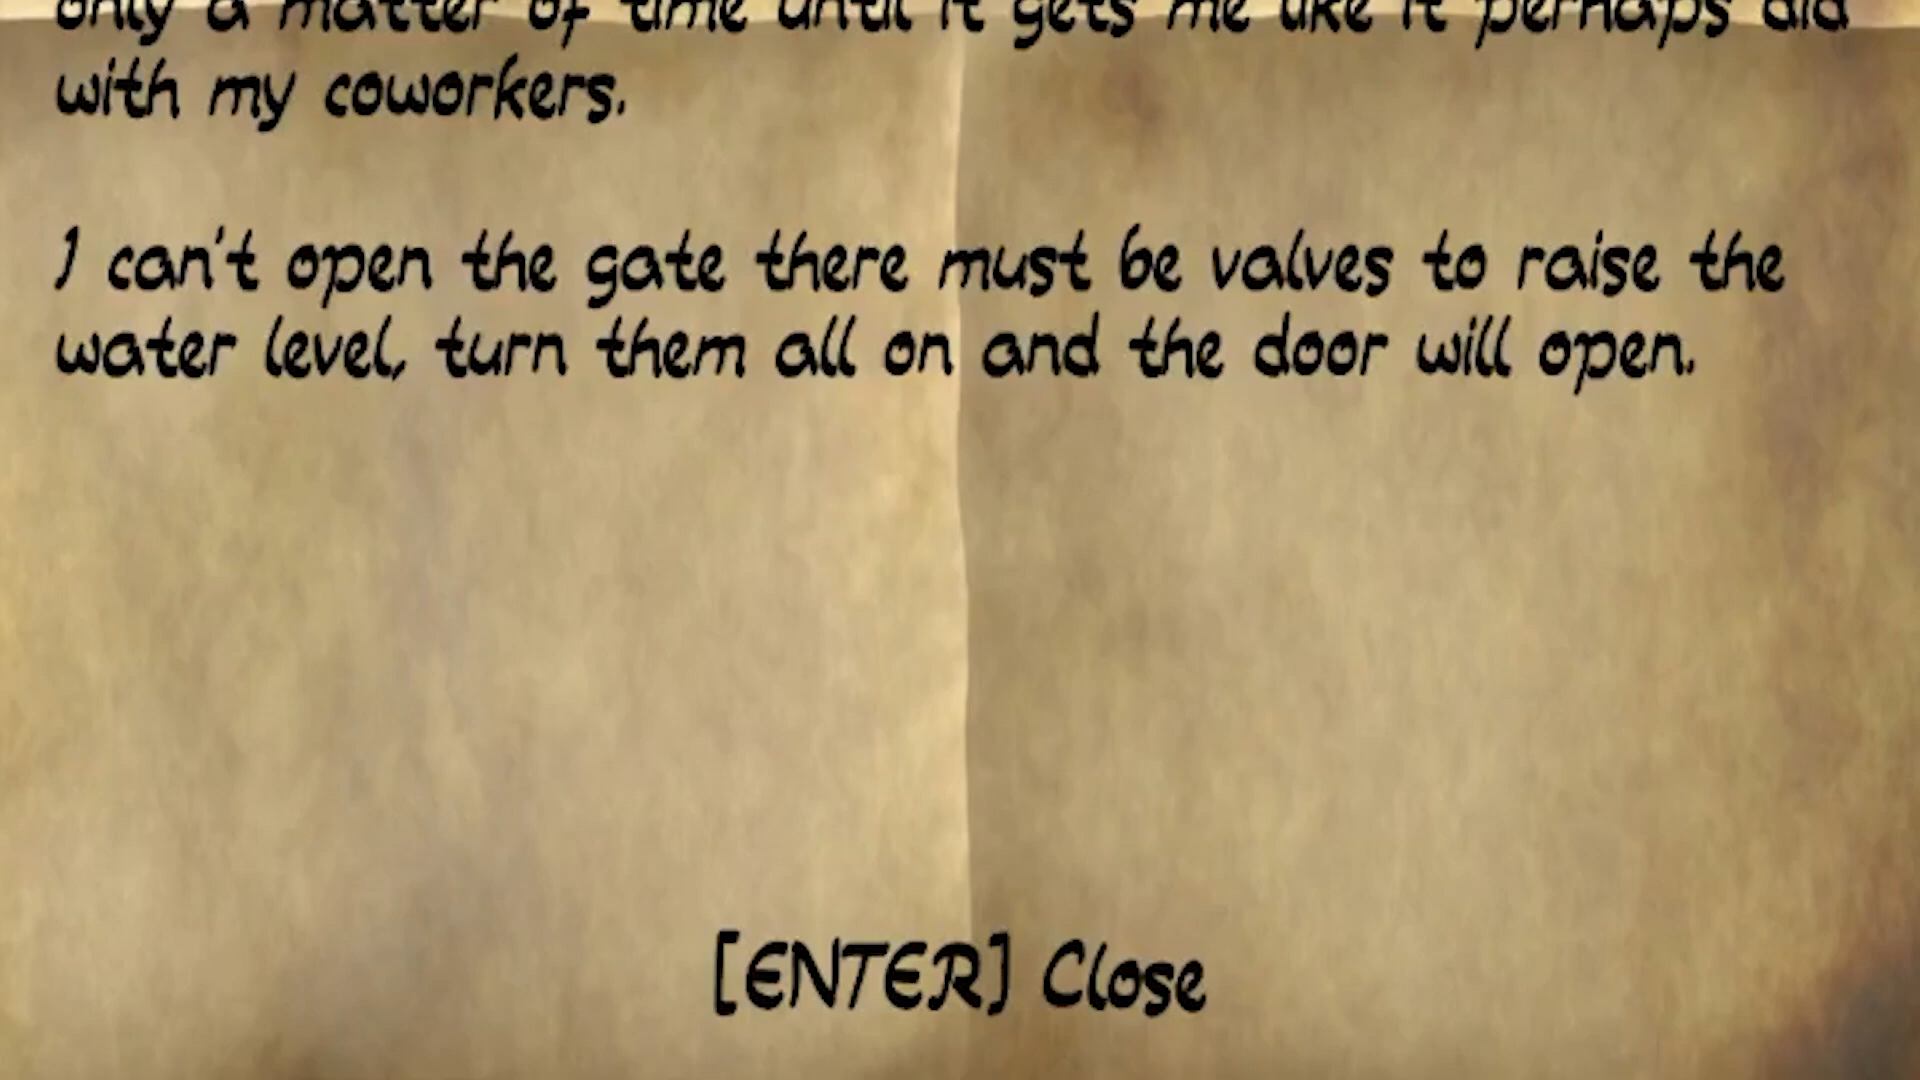 only a matter of time until it gets me like it perhaps did
with my coworkers.
I can't open the gate there must be valves to raise the
water level, turn them all on and the door will open.
[ENTER] Close